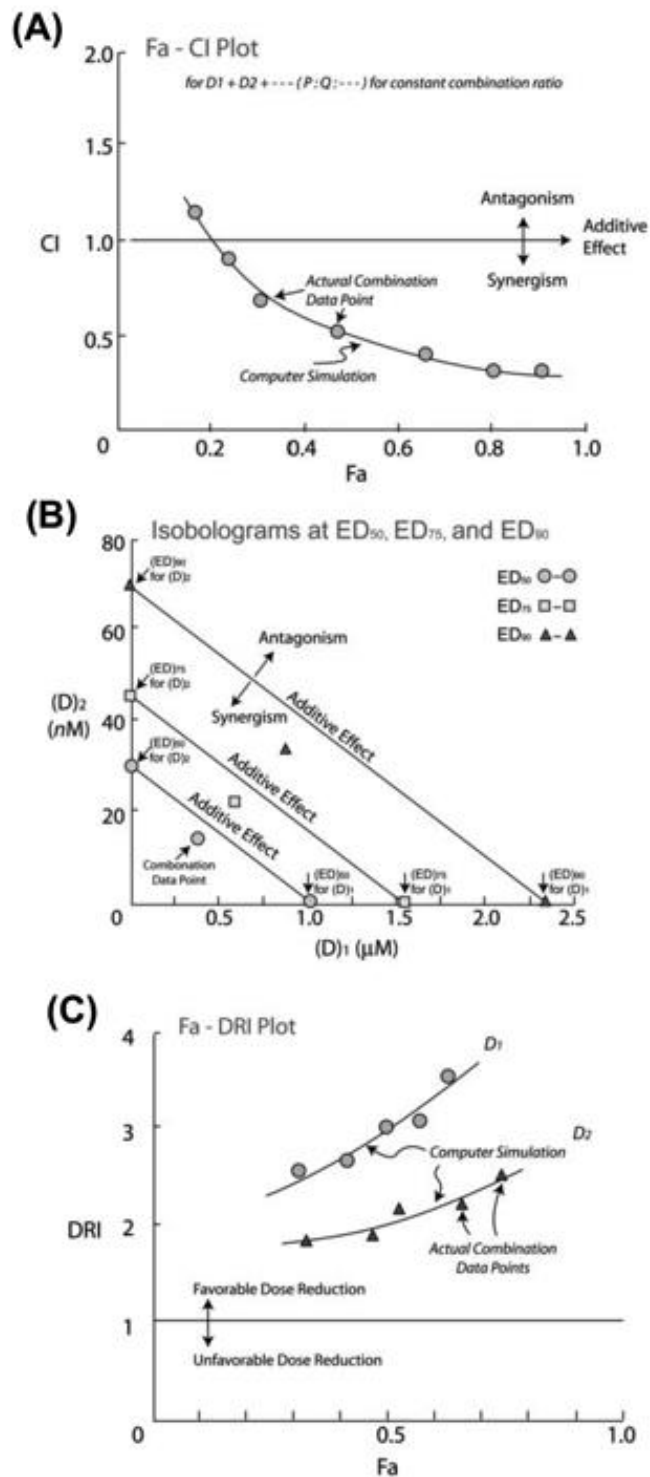 (A)
Fa - CI Plot
for D1 + D2 + - - - - ( P : Q : - - - ) for constant combination ratio
2.0
1.5
1.0
0.5
0
CI
Antagonism
Additive
Effect
Synergism
Actural Combination
Data Point
Computer Simulation
0.2
0.4
0.6
0.8
1.0
Fa
(B)
Isobolograms at ED50, ED75, and ED90
80
60
40
20
0
(D)2
(nM)
(ED)90
for (D)2
(ED)75
for (D)2
(ED)50
for (D)2
ED50
ED75
ED90
Antagonism
Synergism
Additive Effect
Additive Effect
Additive Effect
Combonation
Data Point
(ED)50
for (D)1
(ED)75
for (D)1
(ED)90
for (D)1
0
0.5
1.0
1.5
2.0
2.5
(D)1 (μM)
(C)
Fa - DRI Plot
4
3
2
1
0
DRI
D1
D2
Computer Simulation
Actual Combination
Data Points
Favorable Dose Reduction
Unfavorable Dose Reduction
0.5
1.0
Fa